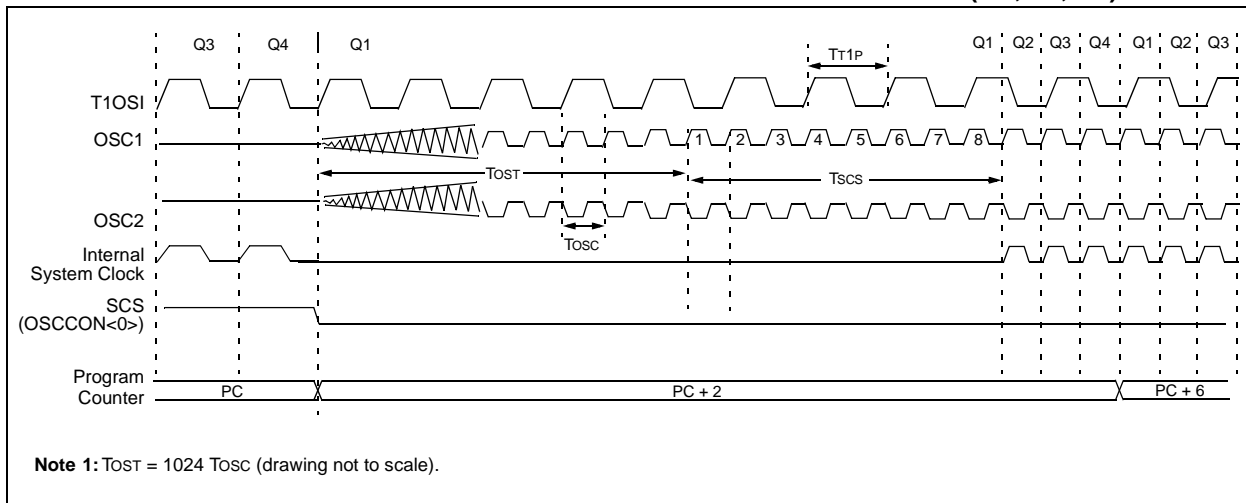 Q3 Q4 Q1 Q1 Q2 Q3 Q4 Q1 Q2 Q3
TT1P
T1OSI
OSC1
1 2 3 4 5 6 7 8
TOST
TSCS
OSC2
TOSC
Internal
System Clock
SCS
(OSCCON<0>)
Program
Counter
PC PC + 2 PC + 6
Note 1: TOST = 1024 TOSC (drawing not to scale).